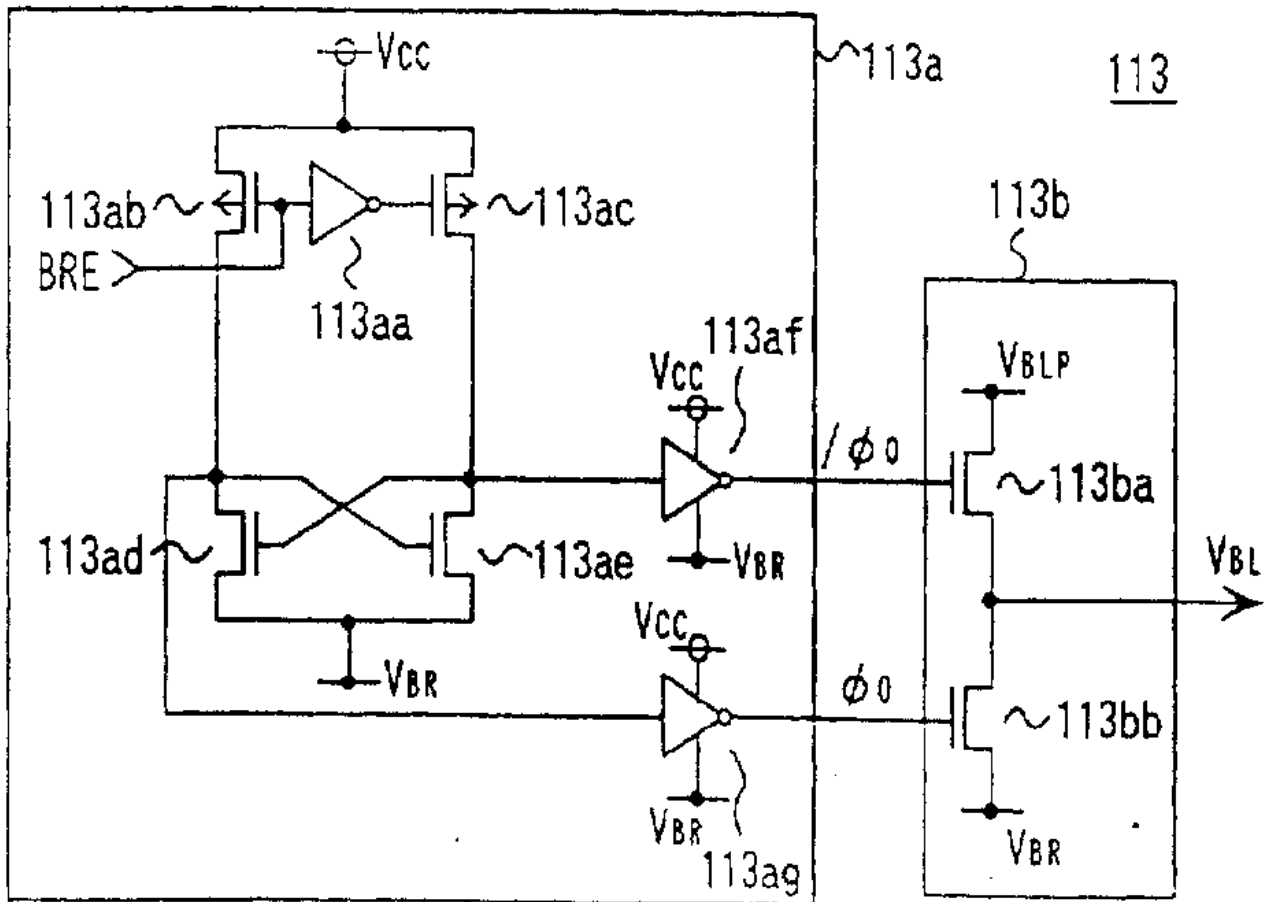 VCC
113a
113
113ab
113ac
113b
BRE
113aa
113af
VCC
VBLP
/φ0
113ba
113ad
113ae
VBR
VBL
VCC
VBR
φ0
113bb
VBR
VBR
113ag